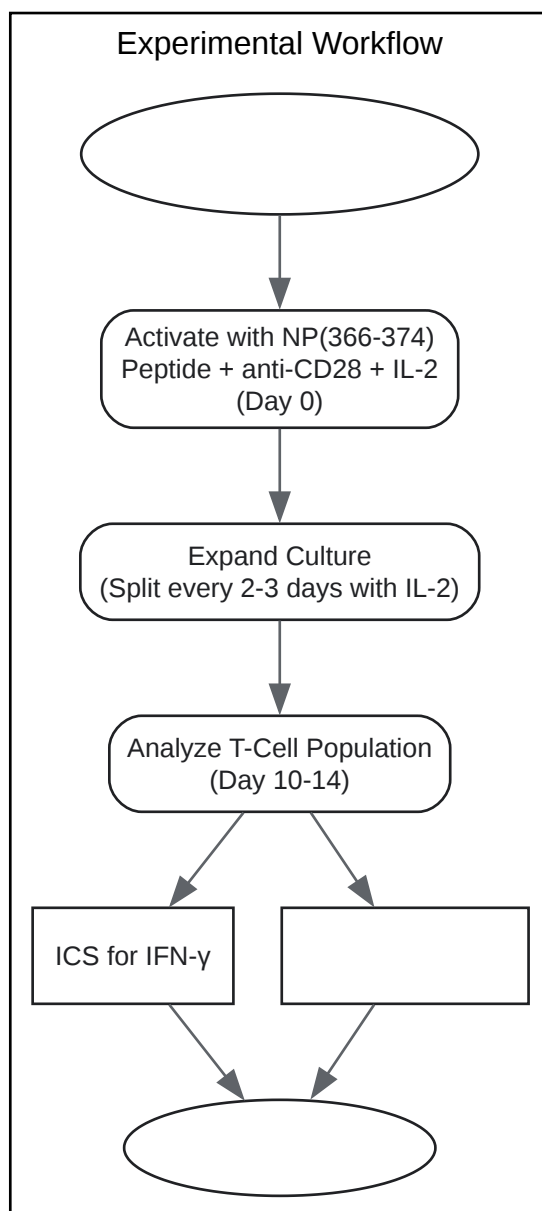 Experimental Workflow
Activate with NP(366-374)
Peptide + anti-CD28 + IL-2
(Day 0)
Expand Culture
(Split every 2-3 days with IL-2)
Analyze T-Cell Population
(Day 10-14)
ICS for IFN-γ